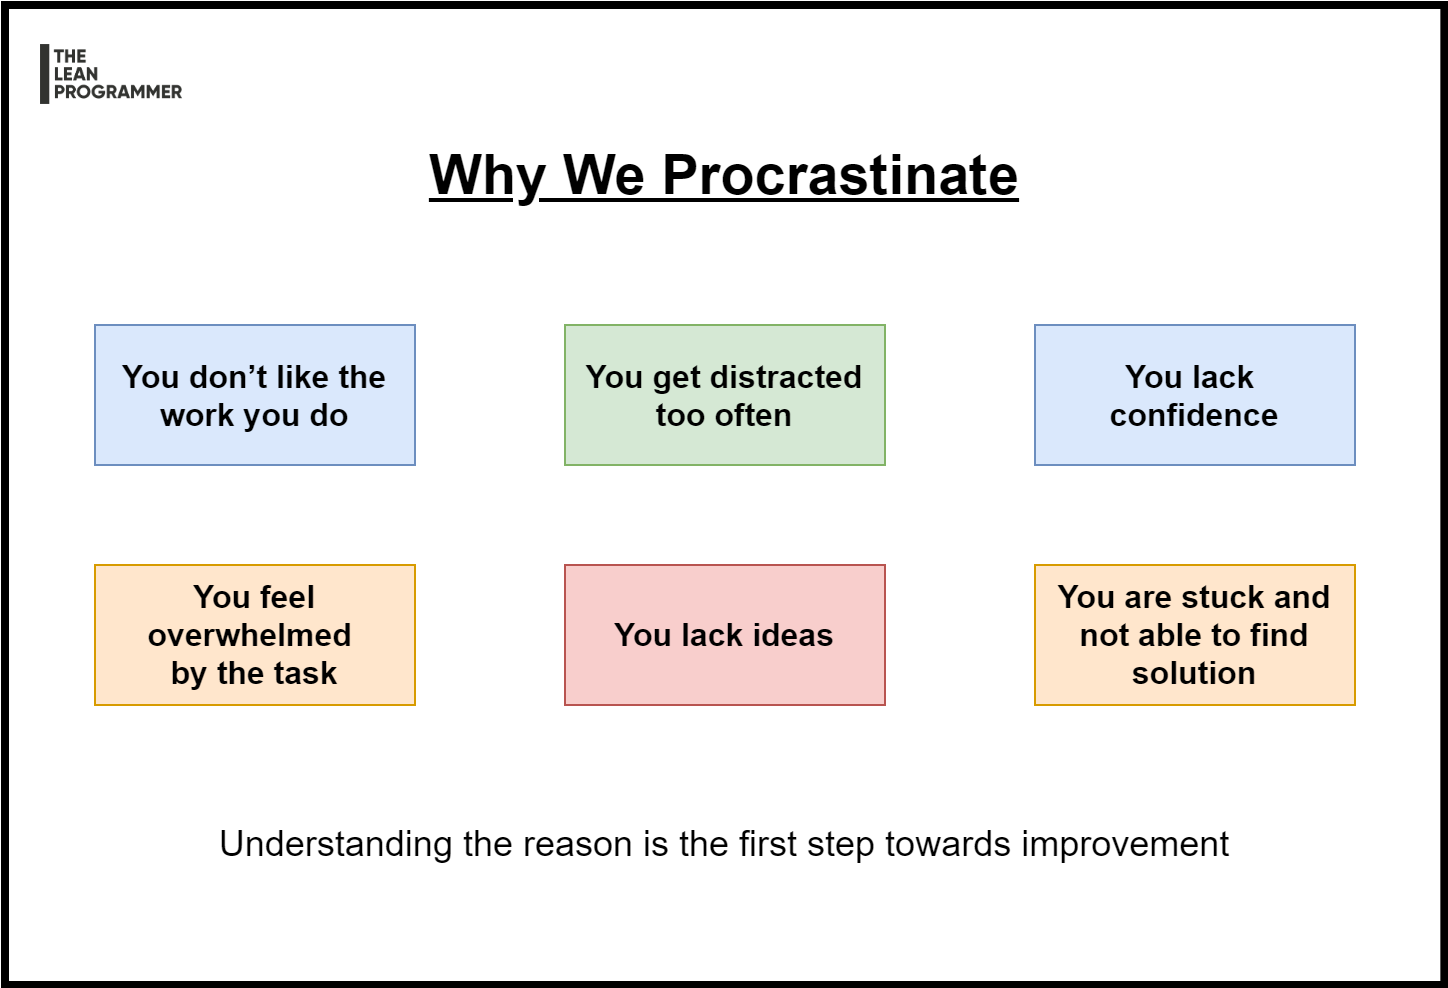 THE
LEAN
PROGRAMMER
Why We Procrastinate
You don’t like the
work you do
You get distracted
too often
You lack
confidence
You feel
overwhelmed
by the task
You lack ideas
You are stuck and
not able to find
solution
Understanding the reason is the first step towards improvement